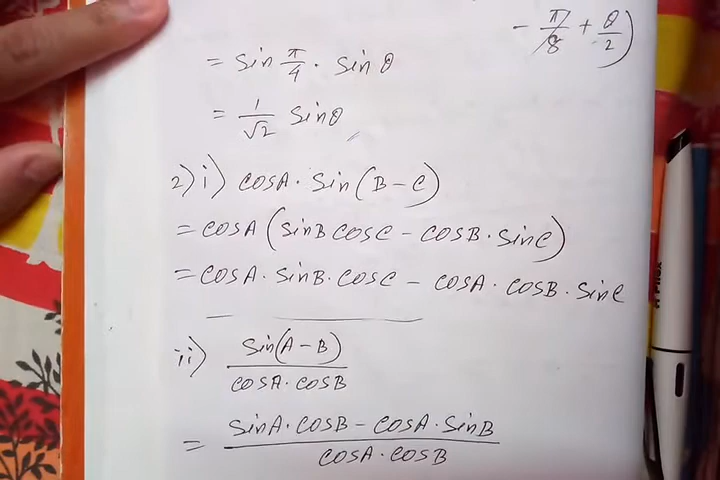 - π/8 + θ/2)
= sin π/4 · sin θ
= 1/√2 sinθ
2) i) cosA · sin(B - C)
= cosA (sinB cosC - cosB · sinC)
= cosA · sinB · cosC - cosA · cosB · sinC
ii) sin(A - B) / cosA · cosB
= sinA · cosB - cosA · sinB / cosA · cosB